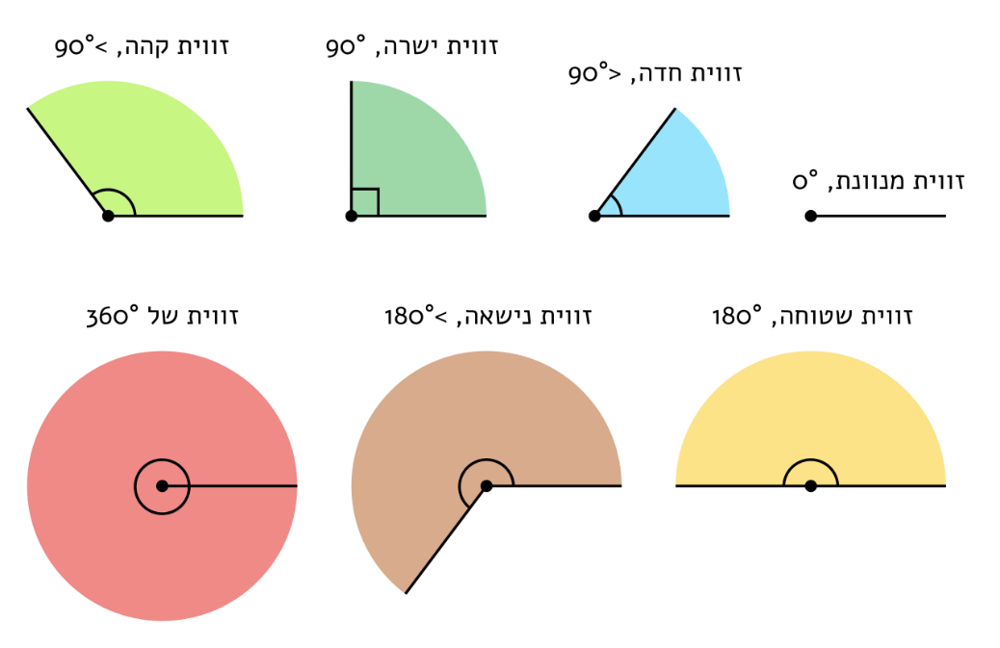 זווית מנוונת, 0°
זווית חדה, <90°
זווית ישרה, 90°
זווית קהה, >90°
זווית שטוחה, 180°
זווית נישאה, >180°
זווית של 360°